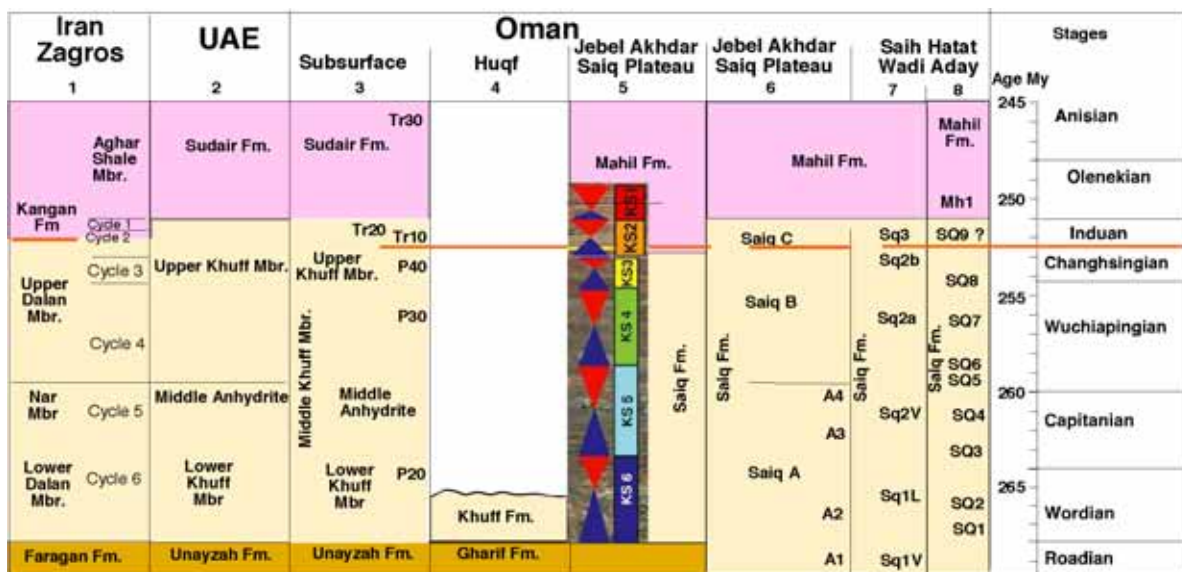 Iran
Zagros
1
UAE
2
Oman
Subsurface
3
Huqf
4
Jebel Akhdar
Saiq Plateau
5
Jebel Akhdar
Saiq Plateau
6
Saih Hatat
Wadi Aday
7
8
Stages
Age My
Aghar
Shale
Mbr.
Kangan
Fm
Cycle 1
Cycle 2
Cycle 3
Upper
Dalan
Mbr.
Cycle 4
Nar
Mbr
Cycle 5
Lower
Dalan
Mbr.
Cycle 6
Faragan Fm.
Sudair Fm.
Upper Khuff Mbr.
Middle Anhydrite
Lower
Khuff
Mbr
Unayzah Fm.
Tr30
Sudair Fm.
Tr20
Tr10
Upper
Khuff Mbr.
P40
P30
Middle Khuff Mbr.
Middle
Anhydrite
Lower
Khuff
Mbr
P20
Unayzah Fm.
Khuff Fm.
Gharif Fm.
Mahil Fm.
KS1
KS2
KS3
KS 4
KS 5
KS 6
Saiq Fm.
Mahil Fm.
Saiq C
Saiq B
Saiq Fm.
A4
A3
Saiq A
A2
A1
Sq3
Sq2b
Sq2a
Saiq Fm.
Sq2V
Sq1L
Sq1V
Mahil
Fm.
Mh1
SQ9 ?
SQ8
SQ7
Saiq Fm.
SQ6
SQ5
SQ4
SQ3
SQ2
SQ1
245
250
255
260
265
Anisian
Olenekian
Induan
Changhsingian
Wuchiapingian
Capitanian
Wordian
Roadian